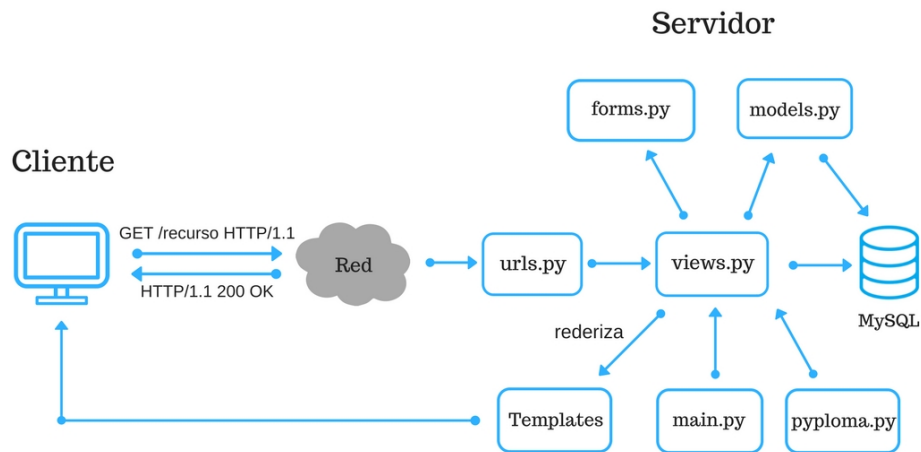 Servidor
forms.py
models.py
Cliente
GET /recurso HTTP/1.1
HTTP/1.1 200 OK
Red
urls.py
views.py
MySQL
rederiza
Templates
main.py
pyploma.py